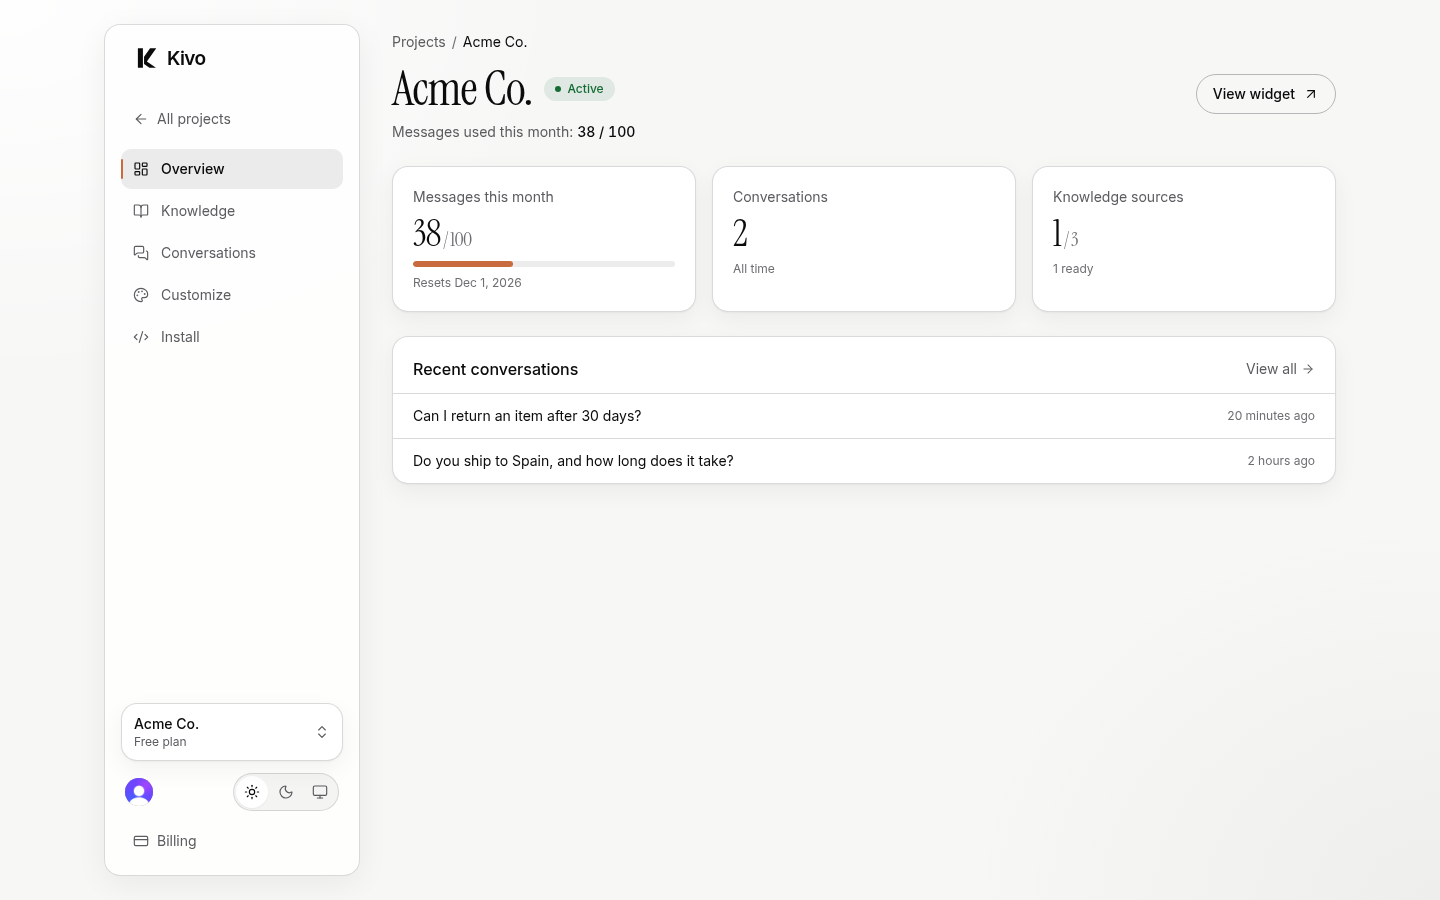 Kivo
All projects
Overview
Knowledge
Conversations
Customize
Install
Acme Co.
Free plan
Billing
Projects / Acme Co.
Acme Co.
Active
Messages used this month: 38 / 100
View widget
Messages this month
38/100
Resets Dec 1, 2026
Conversations
2
All time
Knowledge sources
1/3
1 ready
Recent conversations
View all
Can I return an item after 30 days?
20 minutes ago
Do you ship to Spain, and how long does it take?
2 hours ago